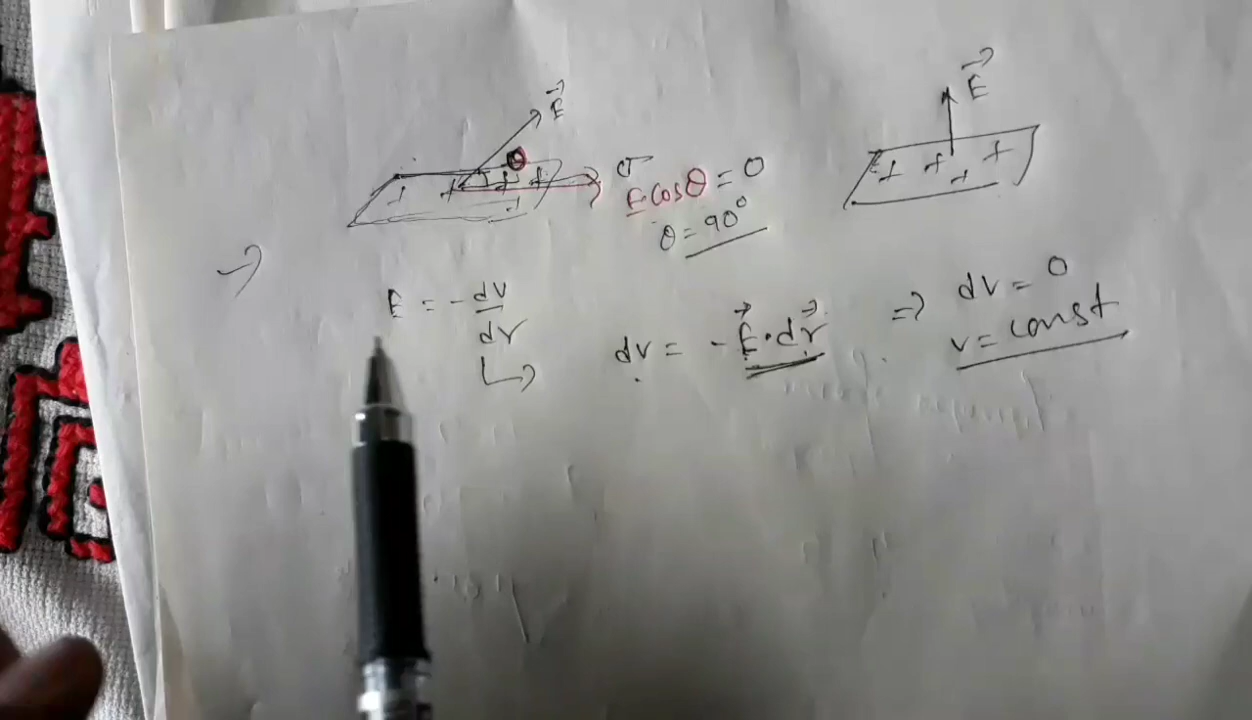 E⃗
σ
E cosθ = 0
θ = 90°
+ + + + +
E⃗
+ + + +
→
E = - dv/dr
↳
dv = - E⃗·dr⃗
⇒ dv = 0
v = const